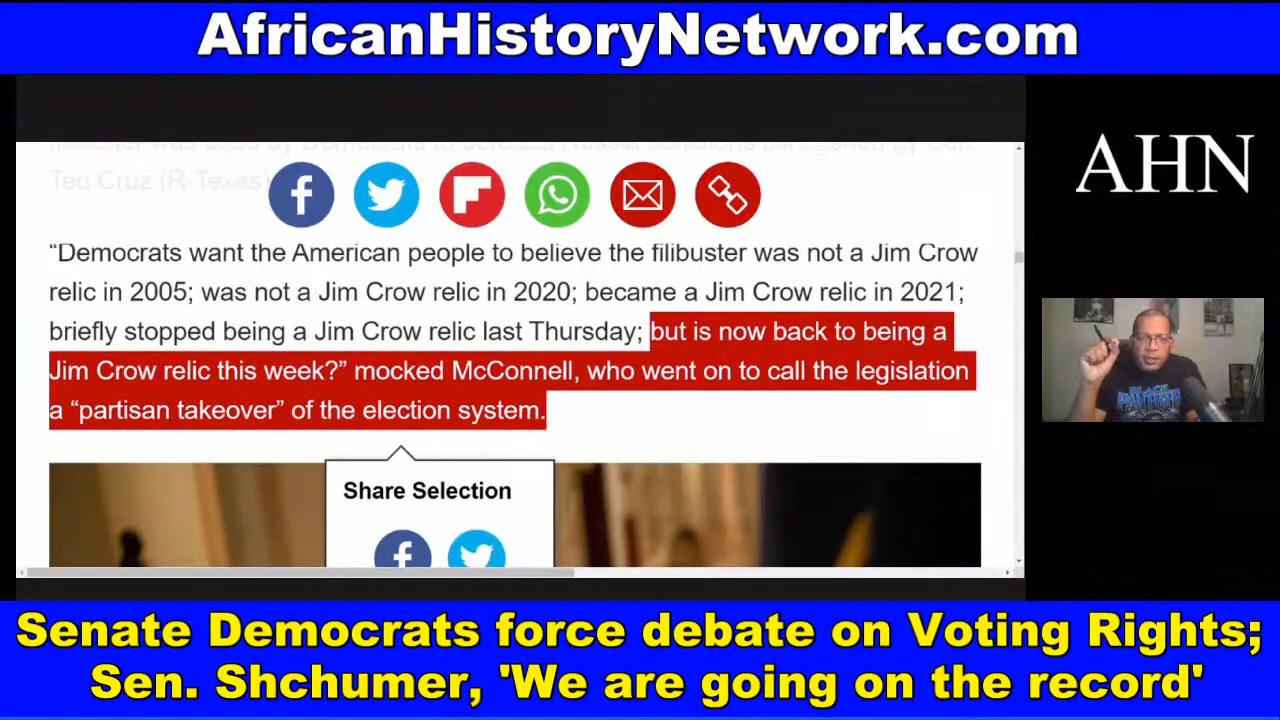 AfricanHistoryNetwork.com
AHN
Ted Cruz (R-Texas)
“Democrats want the American people to believe the filibuster was not a Jim Crow
relic in 2005; was not a Jim Crow relic in 2020; became a Jim Crow relic in 2021;
briefly stopped being a Jim Crow relic last Thursday; but is now back to being a
Jim Crow relic this week?” mocked McConnell, who went on to call the legislation
a “partisan takeover” of the election system.
Share Selection
Senate Democrats force debate on Voting Rights;
Sen. Shchumer, 'We are going on the record'